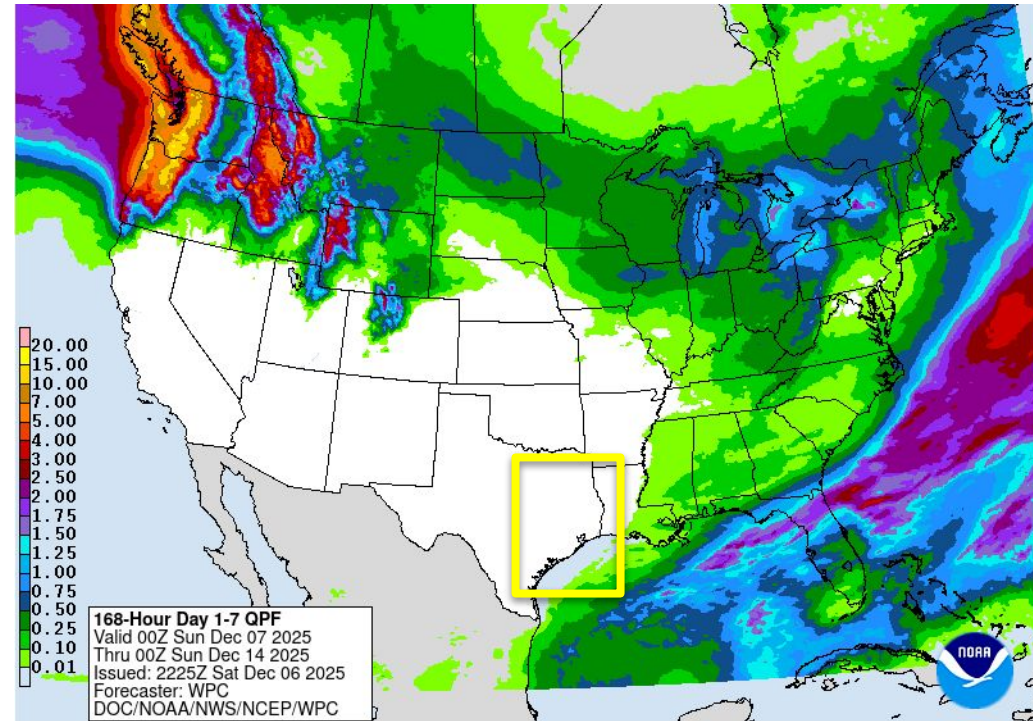 20.00
15.00
10.00
7.00
5.00
4.00
3.00
2.50
2.00
1.75
1.50
1.25
1.00
0.75
0.50
0.25
0.10
0.01
168-Hour Day 1-7 QPF
Valid 00Z Sun Dec 07 2025
Thru 00Z Sun Dec 14 2025
Issued: 2225Z Sat Dec 06 2025
Forecaster: WPC
DOC/NOAA/NWS/NCEP/WPC
NOAA